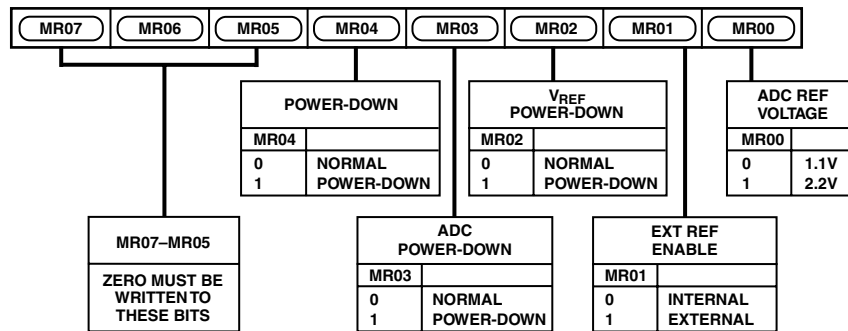 MR07 MR06 MR05 MR04 MR03 MR02 MR01 MR00
POWER-DOWN
MR04
0 NORMAL
1 POWER-DOWN
VREF
POWER-DOWN
MR02
0 NORMAL
1 POWER-DOWN
ADC REF
VOLTAGE
MR00
0 1.1V
1 2.2V
MR07–MR05
ZERO MUST BE
WRITTEN TO
THESE BITS
ADC
POWER-DOWN
MR03
0 NORMAL
1 POWER-DOWN
EXT REF
ENABLE
MR01
0 INTERNAL
1 EXTERNAL